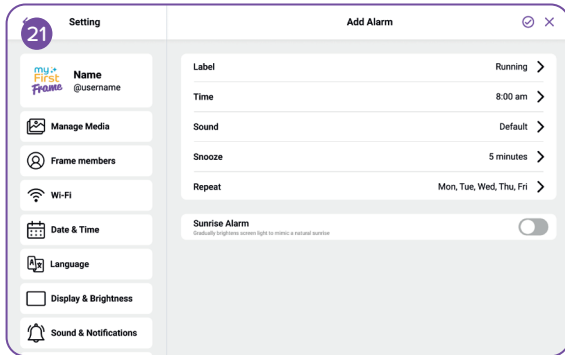 21
Setting
Add Alarm
my
First
Frame
Name
@username
Manage Media
Frame members
Wi-Fi
Date & Time
Language
Display & Brightness
Sound & Notifications
Label Running
Time 8:00 am
Sound Default
Snooze 5 minutes
Repeat Mon, Tue, Wed, Thu, Fri
Sunrise Alarm
Gradually brightens screen light to mimic a natural sunrise